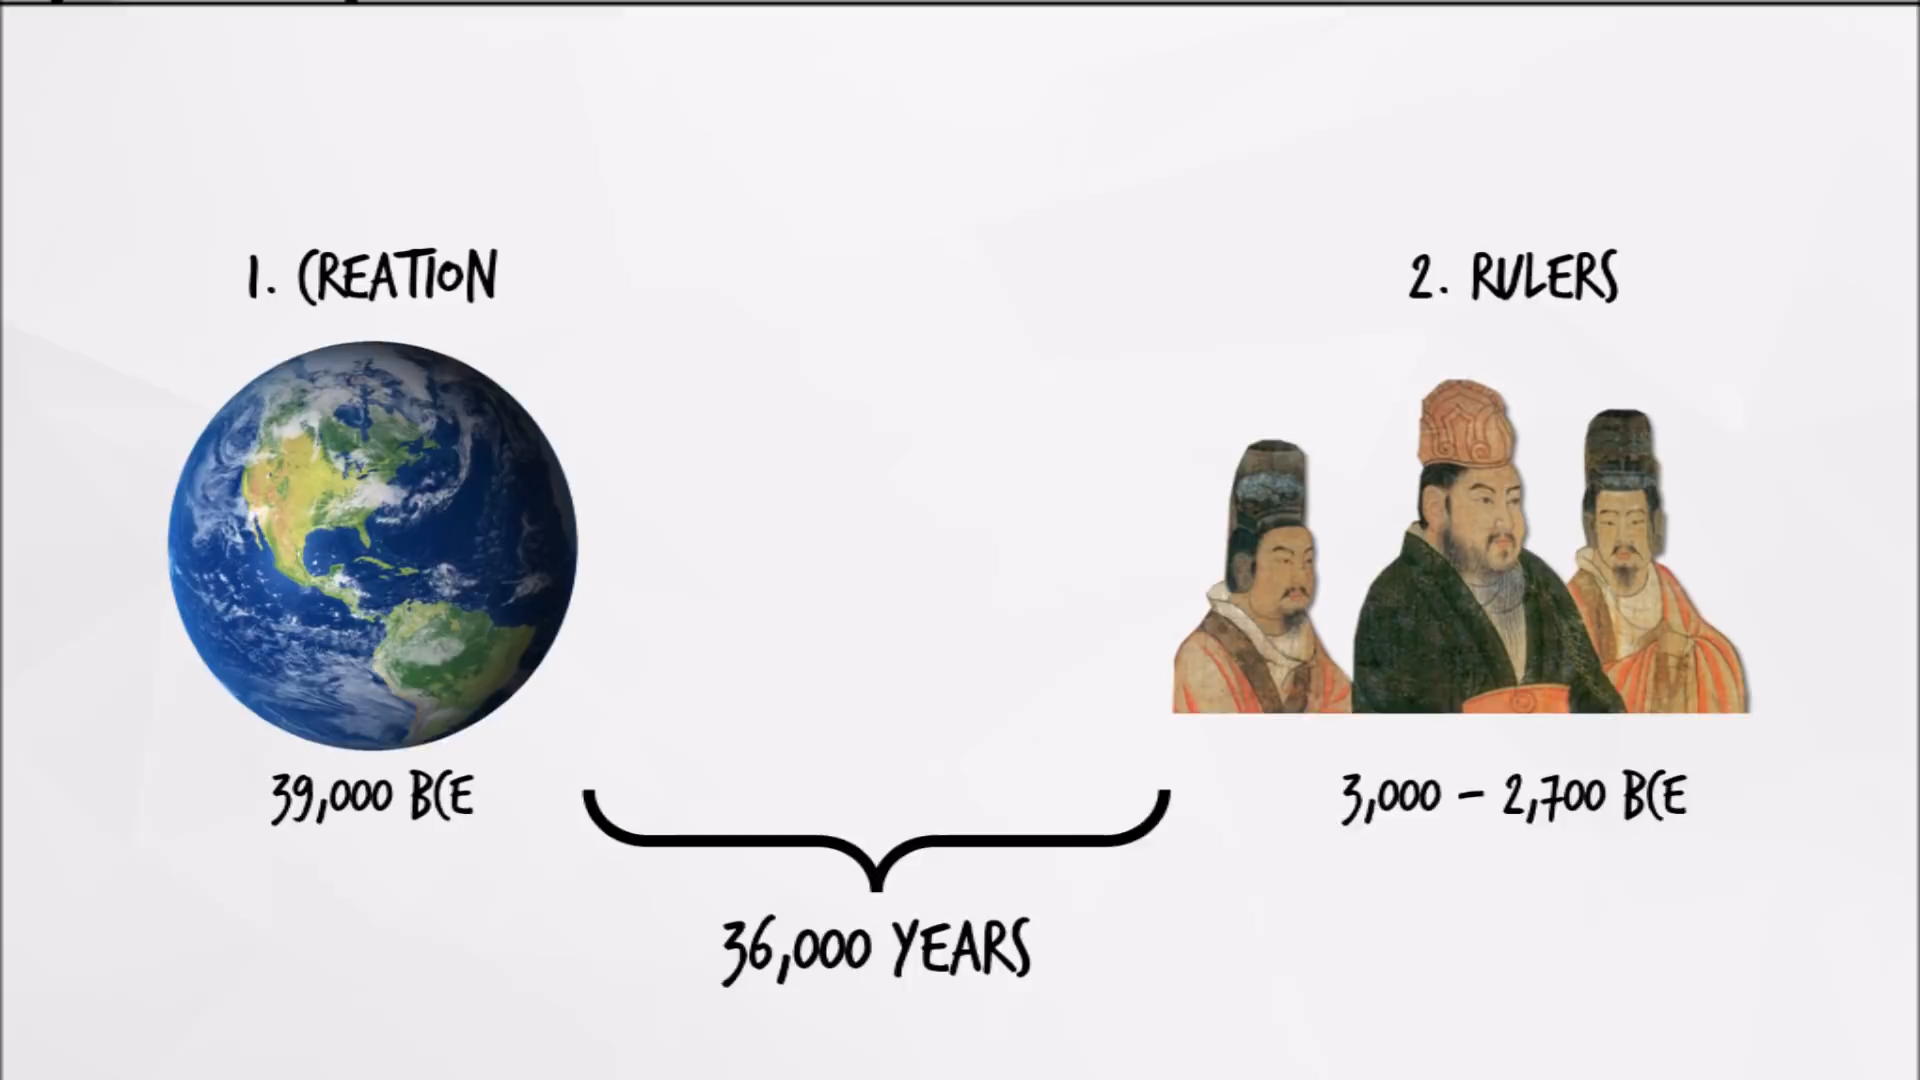 1. CREATION
2. RULERS
39,000 BCE
3,000 – 2,700 BCE
36,000 YEARS